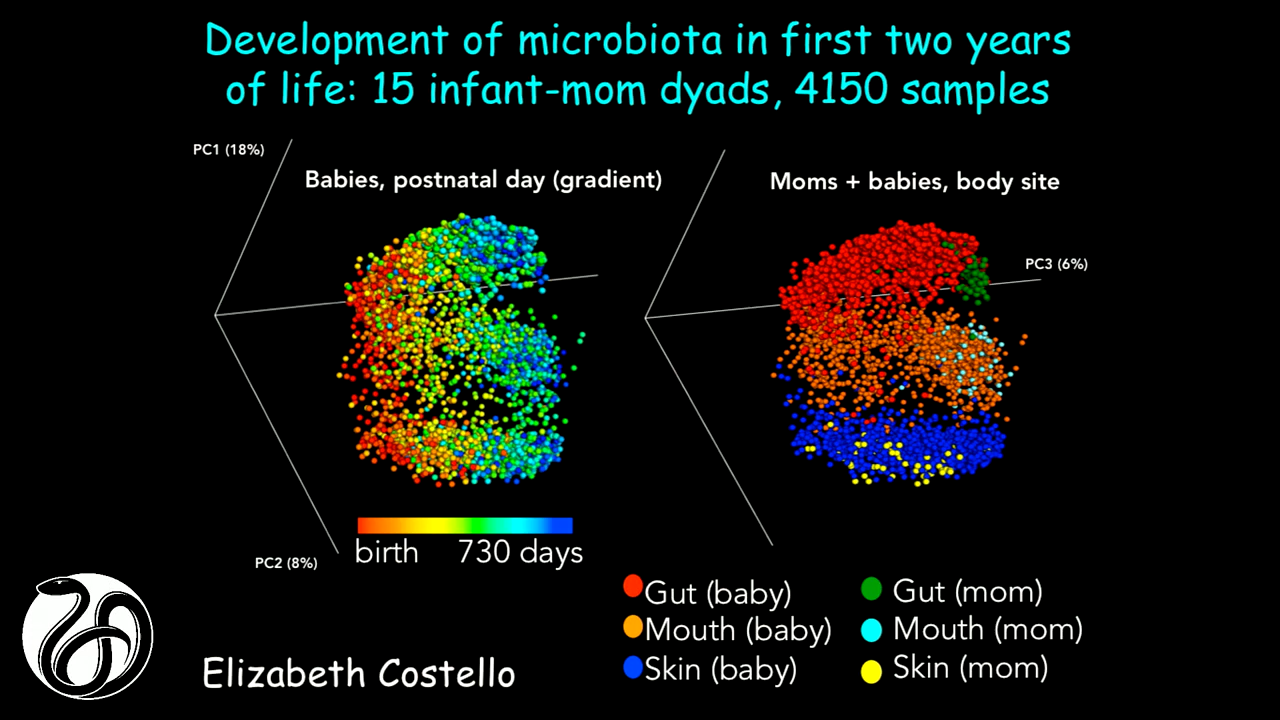 Development of microbiota in first two years
of life: 15 infant-mom dyads, 4150 samples
PC1 (18%)
Babies, postnatal day (gradient)
Moms + babies, body site
PC3 (6%)
birth 730 days
PC2 (8%)
Gut (baby)
Mouth (baby)
Skin (baby)
Gut (mom)
Mouth (mom)
Skin (mom)
Elizabeth Costello